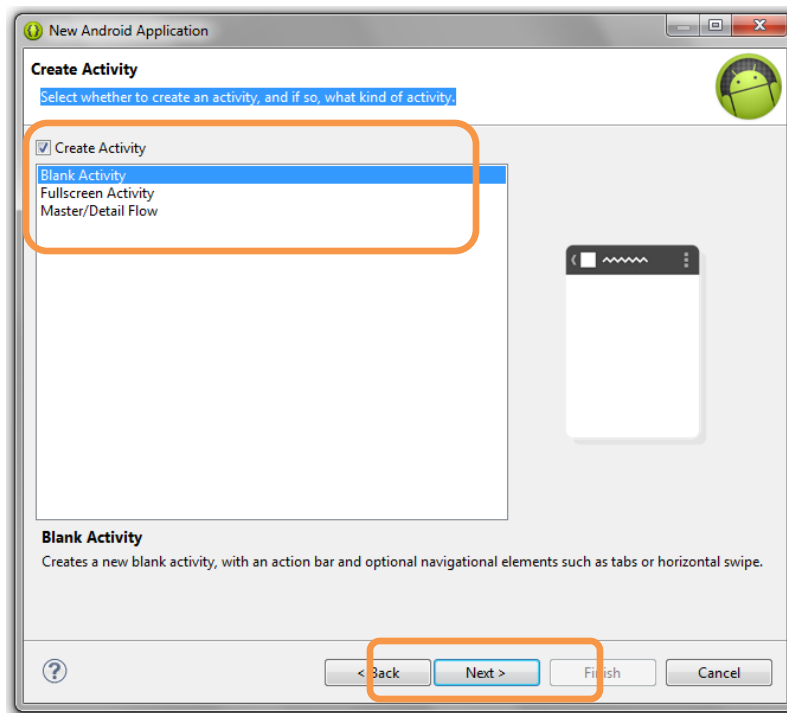 New Android Application
Create Activity
Select whether to create an activity, and if so, what kind of activity.
Create Activity
Blank Activity
Fullscreen Activity
Master/Detail Flow
Blank Activity
Creates a new blank activity, with an action bar and optional navigational elements such as tabs or horizontal swipe.
? < Back Next > Finish Cancel